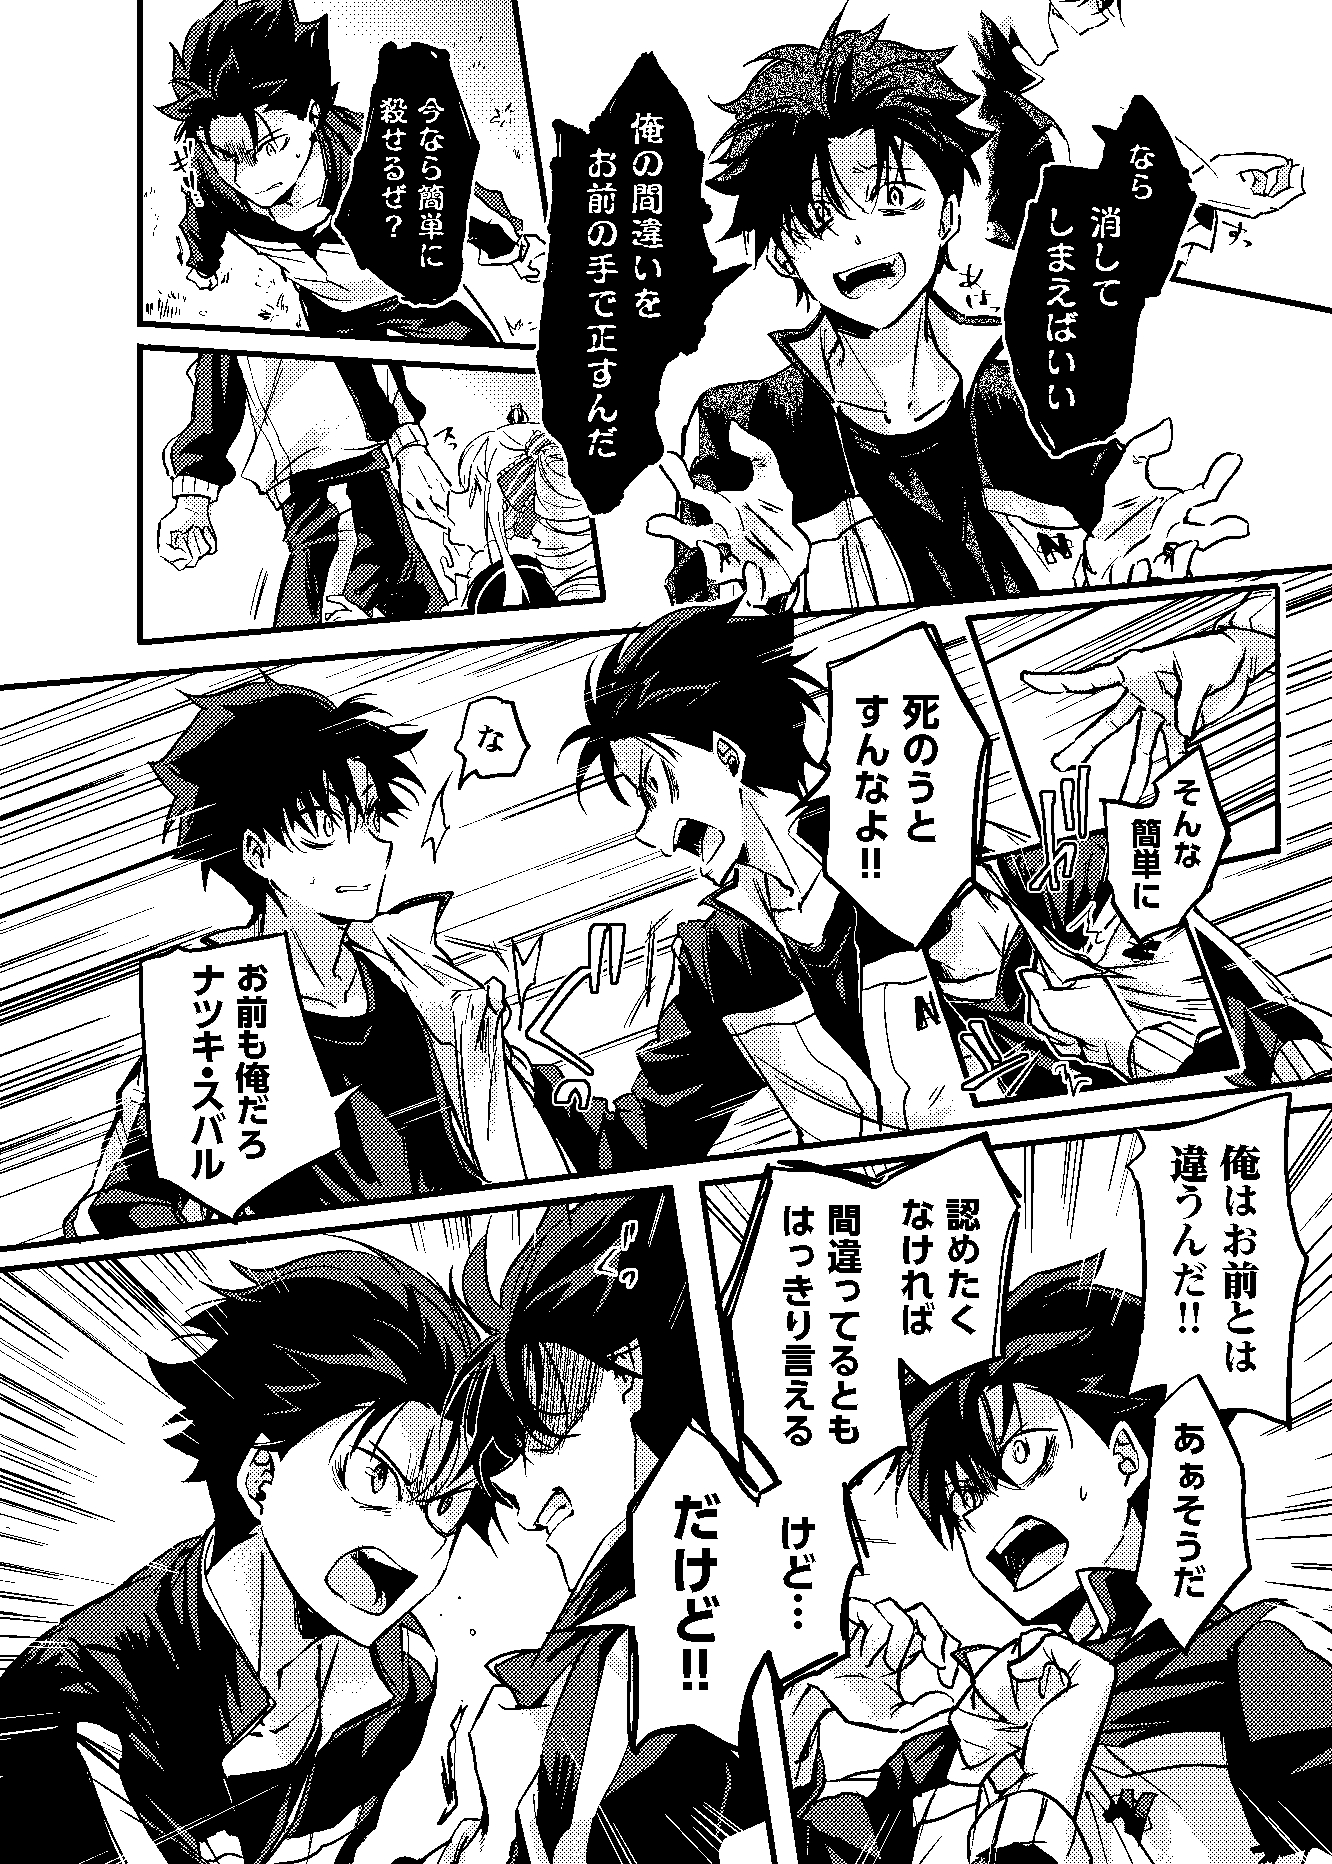 なら
消して
しまえばいい
すっ
あは
俺の間違いを
お前の手で正すんだ
今なら簡単に
殺せるぜ？
そんな
簡単に
死のうと
すんなよ!!
な
お前も俺だろ
ナツキ・スバル
俺はお前とは
違うんだ!!
あぁそうだ
認めたく
なければ
間違ってるとも
はっきり言える
けど…
だけど!!
N
N
N